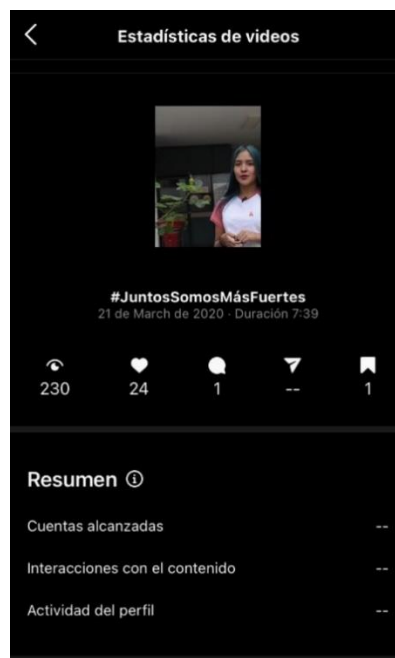 Estadísticas de videos
#JuntosSomosMásFuertes
21 de March de 2020 · Duración 7:39
230 24 1 -- 1
Resumen
Cuentas alcanzadas --
Interacciones con el contenido --
Actividad del perfil --